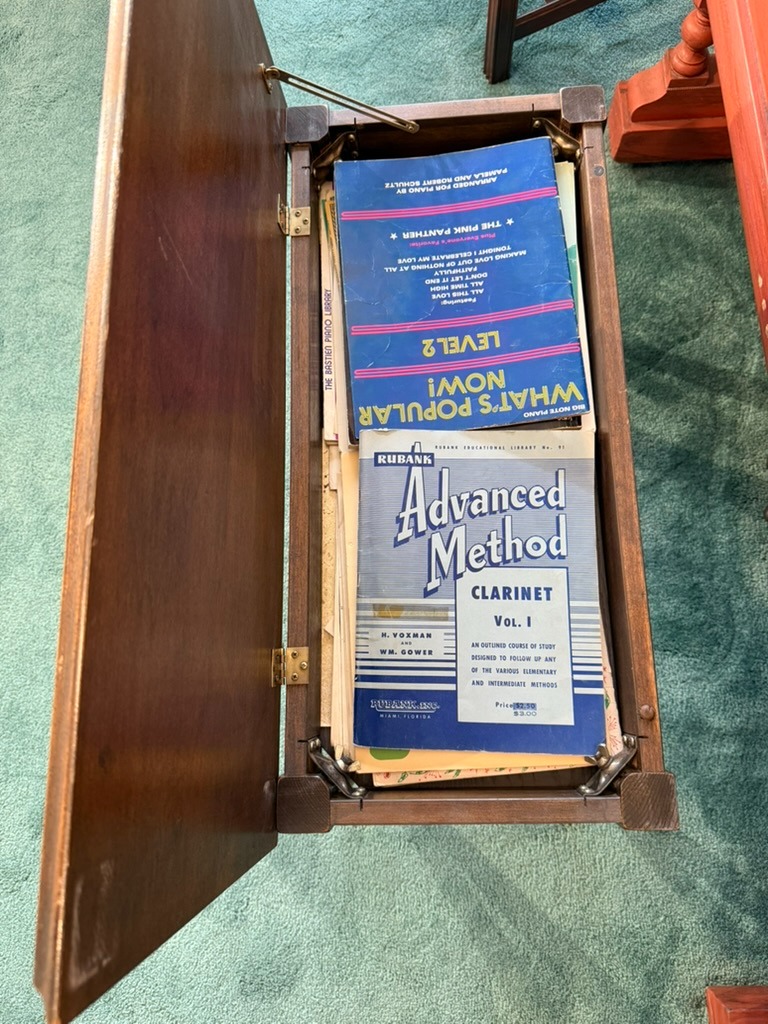 BIG NOTE PIANO
WHAT'S POPULAR
NOW!
LEVEL 2
Featuring:
ALL THIS LOVE
ALL TIME HIGH
DON'T LET IT END
FAITHFULLY
MAKING LOVE OUT OF NOTHING AT ALL
TONIGHT I CELEBRATE MY LOVE
Plus Everyone's Favorite:
★ THE PINK PANTHER ★
ARRANGED FOR PIANO BY
PAMELA AND ROBERT SCHULTZ
THE BASTIEN PIANO LIBRARY
RUBANK EDUCATIONAL LIBRARY No. 91
RUBANK
Advanced
Method
CLARINET
VOL. I
H. VOXMAN
AND
WM. GOWER
AN OUTLINED COURSE OF STUDY
DESIGNED TO FOLLOW UP ANY
OF THE VARIOUS ELEMENTARY
AND INTERMEDIATE METHODS
Price $2.50
$3.00
RUBANK, INC.
MIAMI, FLORIDA